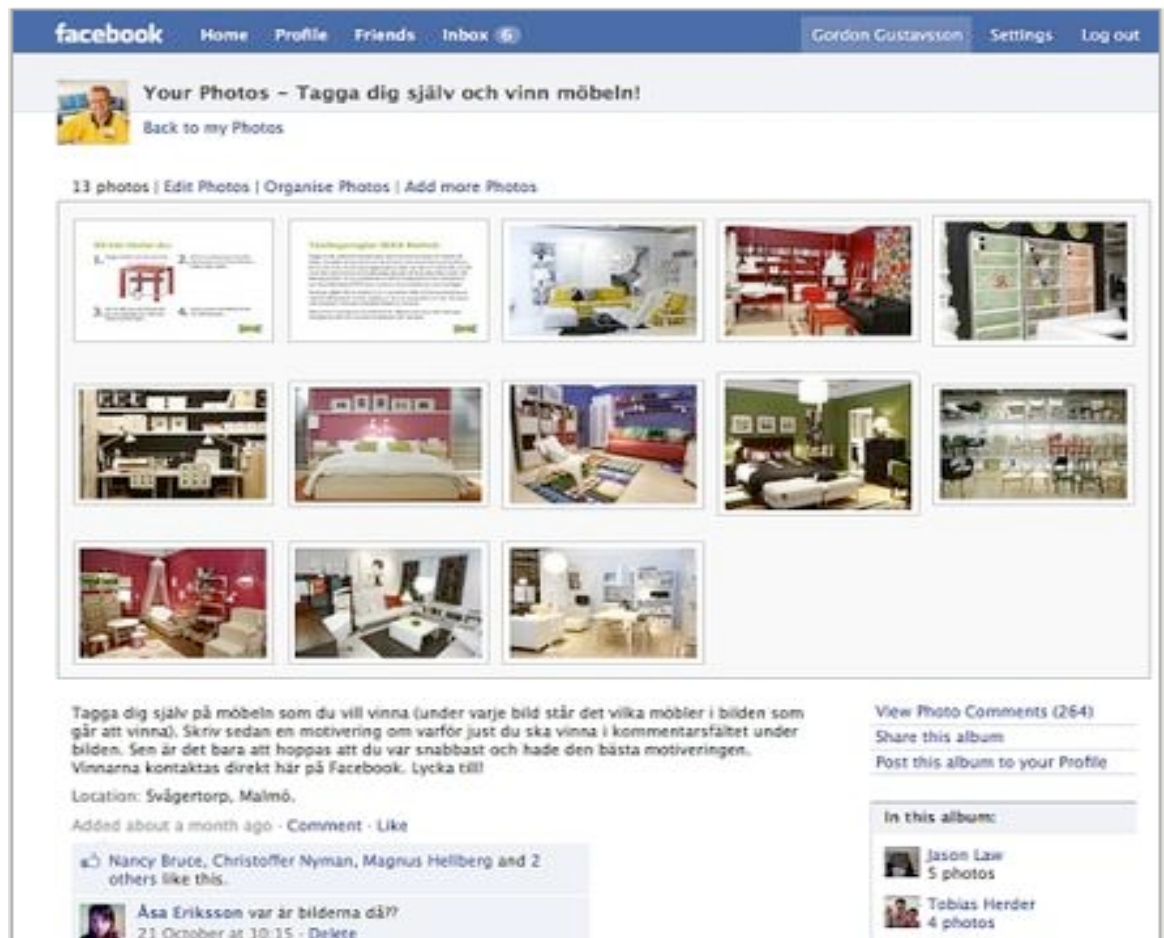 facebook Home Profile Friends Inbox 6 Gordon Gustavsson Settings Log out
Your Photos – Tagga dig själv och vinn möbeln!
Back to my Photos
13 photos | Edit Photos | Organise Photos | Add more Photos
1. 2.
3. 4.
Tagga dig själv på möbeln som du vill vinna (under varje bild står det vilka möbler i bilden som
går att vinna). Skriv sedan en motivering om varför just du ska vinna i kommentarsfältet under
bilden. Sen är det bara att hoppas att du var snabbast och hade den bästa motiveringen.
Vinnarna kontaktas direkt här på Facebook. Lycka till!
Location: Svågertorp, Malmö.
Added about a month ago · Comment · Like
Nancy Bruce, Christoffer Nyman, Magnus Hellberg and 2
others like this.
Åsa Eriksson var är bilderna då??
21 October at 10:15 · Delete
View Photo Comments (264)
Share this album
Post this album to your Profile
In this album:
Jason Law
5 photos
Tobias Herder
4 photos